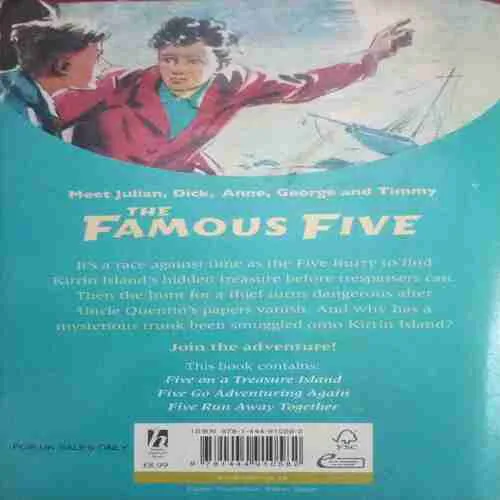 Meet Julian, Dick, Anne, George and Timmy
THE
FAMOUS FIVE
It's a race against time as the Five hurry to find
Kirrin Island's hidden treasure before trespassers can.
Then the hunt for a thief turns dangerous after
Uncle Quentin's papers vanish. And why has a
mysterious trunk been smuggled onto Kirrin Island?
Join the adventure!
This book contains:
Five on a Treasure Island
Five Go Adventuring Again
Five Run Away Together
FOR UK SALES ONLY
h
£8.99
FSC